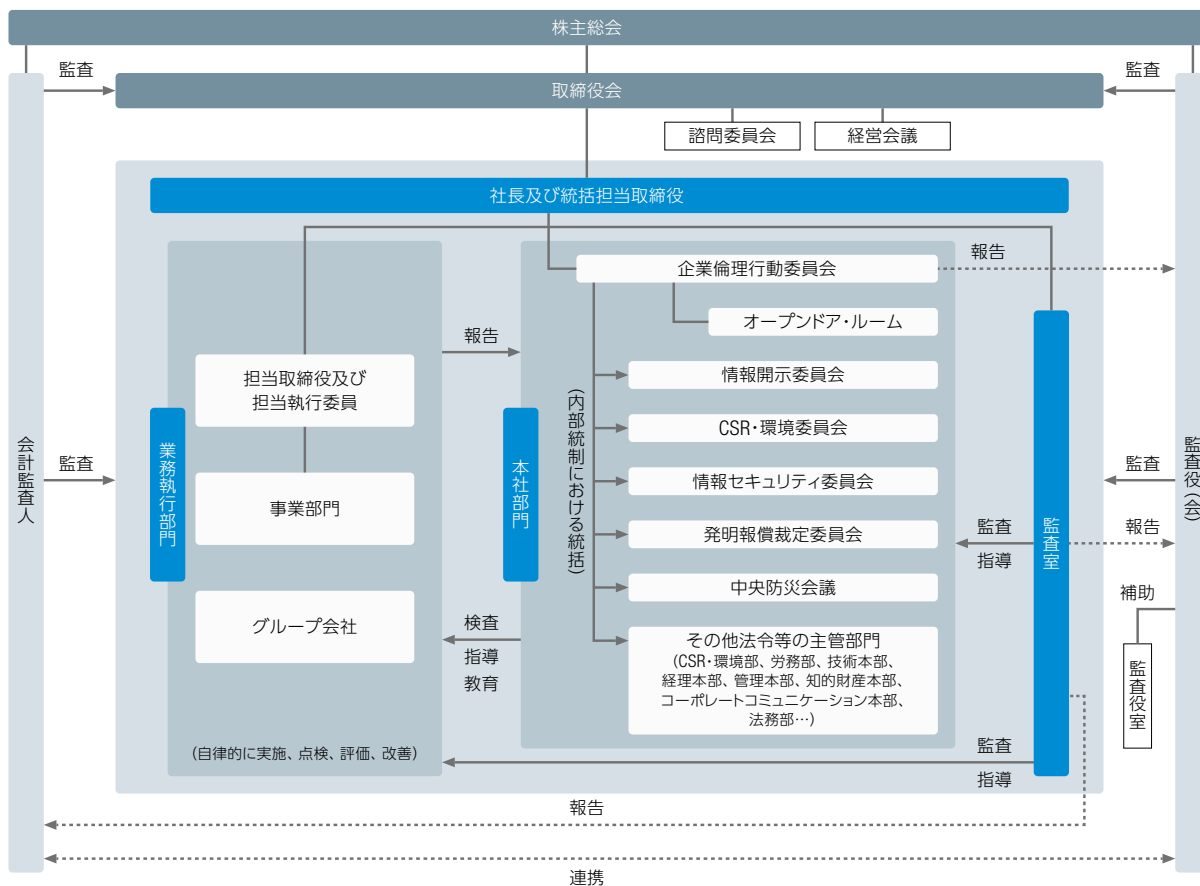 株主総会
監査
取締役会
監査
諮問委員会
経営会議
社長及び統括担当取締役
企業倫理行動委員会
報告
オープンドア・ルーム
報告
担当取締役及び
担当執行委員
情報開示委員会
CSR・環境委員会
会計監査人
監査
業務執行部門
事業部門
本社部門
(内部統制における統括)
情報セキュリティ委員会
監査
監査役(会)
発明報償裁定委員会
監査
指導
監査室
報告
中央防災会議
グループ会社
検査
指導
教育
補助
監査役室
その他法令等の主管部門
(CSR・環境部、労務部、技術本部、
経理本部、管理本部、知的財産本部、
コーポレートコミュニケーション本部、
法務部…)
(自律的に実施、点検、評価、改善)
監査
指導
報告
連携